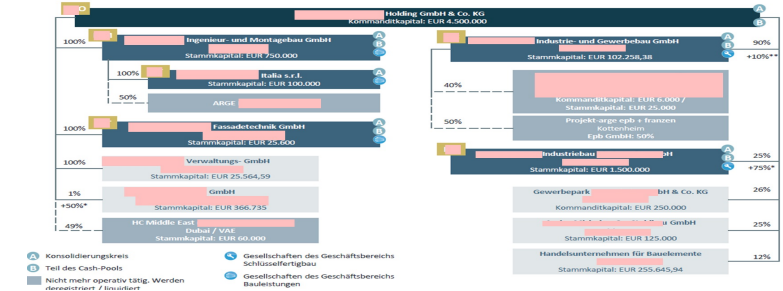 Holding GmbH & Co. KG
Kommanditkapital: EUR 4.500.000
A
B
100%
Ingenieur- und Montagebau GmbH
Stammkapital: EUR 750.000
A
B
100%
Italia s.r.l.
Stammkapital: EUR 100.000
A
50%
ARGE
100%
Fassadetechnik GmbH
Stammkapital: EUR 25.600
A
B
100%
Verwaltungs- GmbH
Stammkapital: EUR 25.564,59
1%
+50%*
GmbH
Stammkapital: EUR 366.735
49%
HC Middle East
Dubai / VAE
Stammkapital: EUR 60.000
Industrie- und Gewerbebau GmbH
Stammkapital: EUR 102.258,38
A
B
90%
+10%**
40%
Kommanditkapital: EUR 6.000 /
Stammkapital: EUR 25.000
50%
Projekt-arge epb + franzen
Kottenheim
Epb GmbH: 50%
Industriebau
Stammkapital: EUR 1.500.000
A
B
25%
+75%*
Gewerbepark bH & Co. KG
Kommanditkapital: EUR 250.000
26%
GmbH
Stammkapital: EUR 125.000
25%
Handelsunternehmen für Bauelemente
Stammkapital: EUR 255.645,94
12%
A Konsolidierungskreis
B Teil des Cash-Pools
Nicht mehr operativ tätig. Werden
deregistriert / liquidiert
Gesellschaften des Geschäftsbereichs
Schlüsselfertigbau
Gesellschaften des Geschäftsbereichs
Bauleistungen